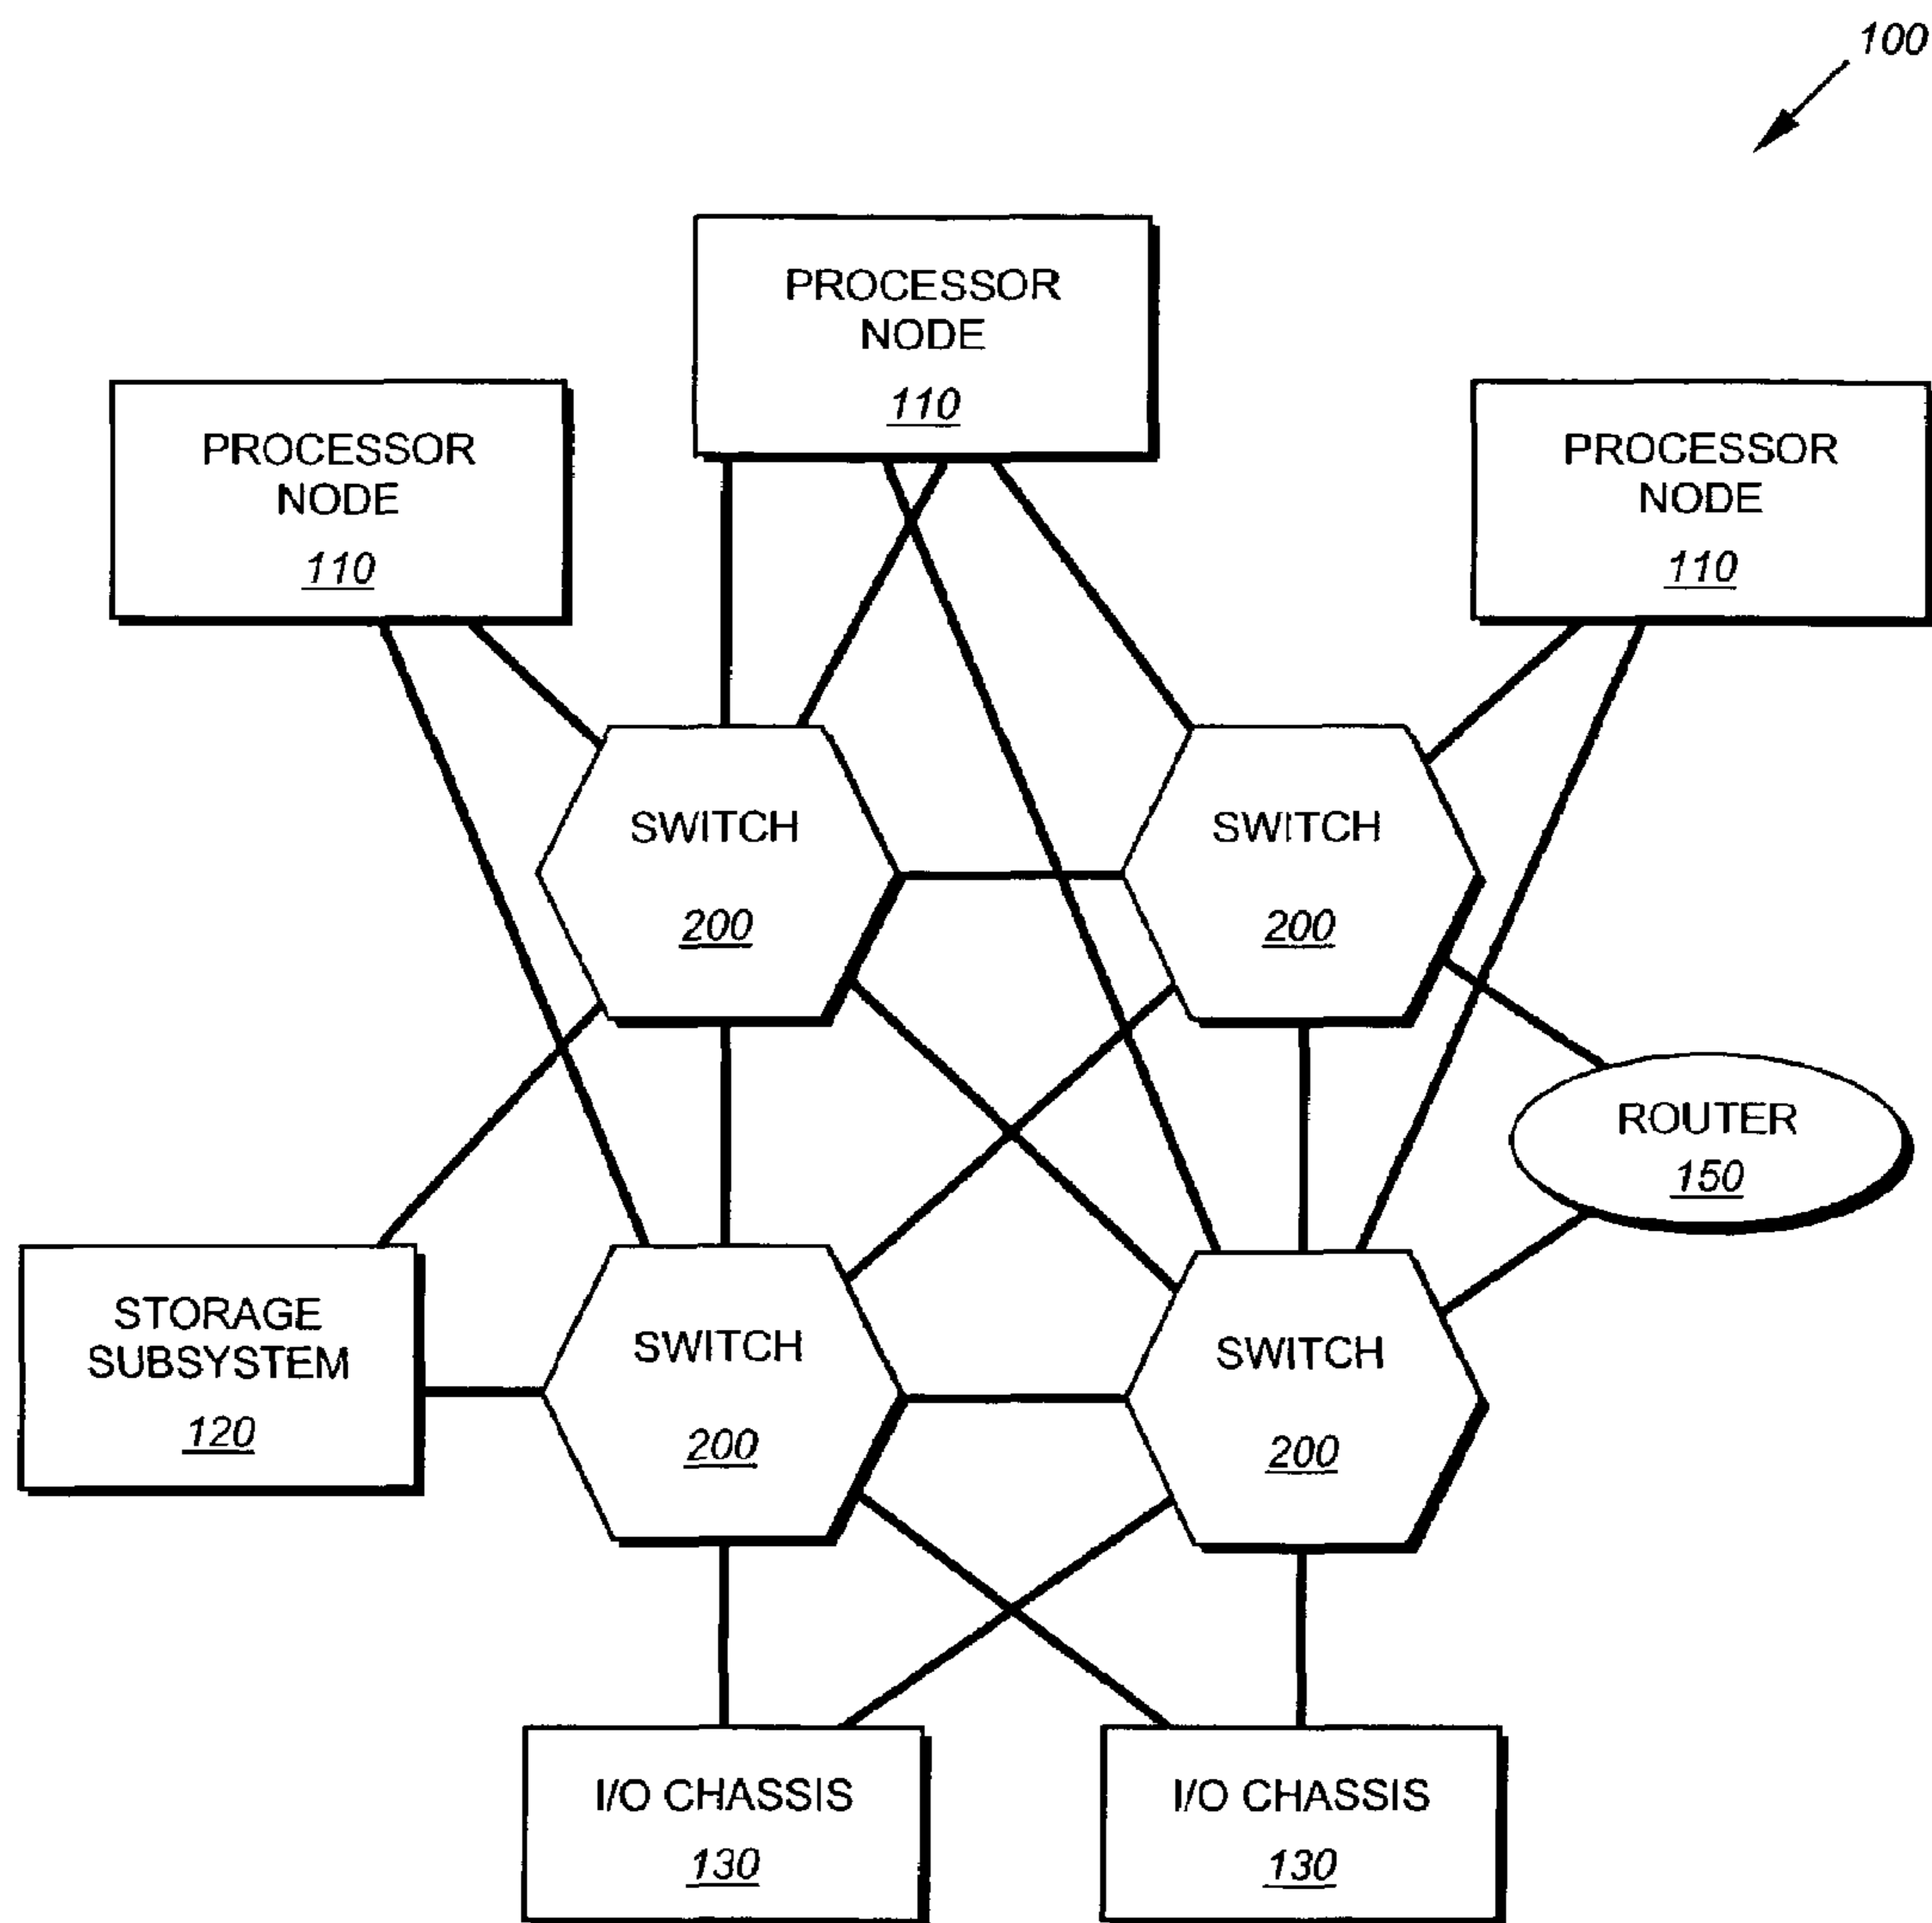 100
PROCESSOR
NODE
110
PROCESSOR
NODE
110
PROCESSOR
NODE
110
SWITCH
200
SWITCH
200
ROUTER
150
STORAGE
SUBSYSTEM
120
SWITCH
200
SWITCH
200
I/O CHASSIS
130
I/O CHASSIS
130